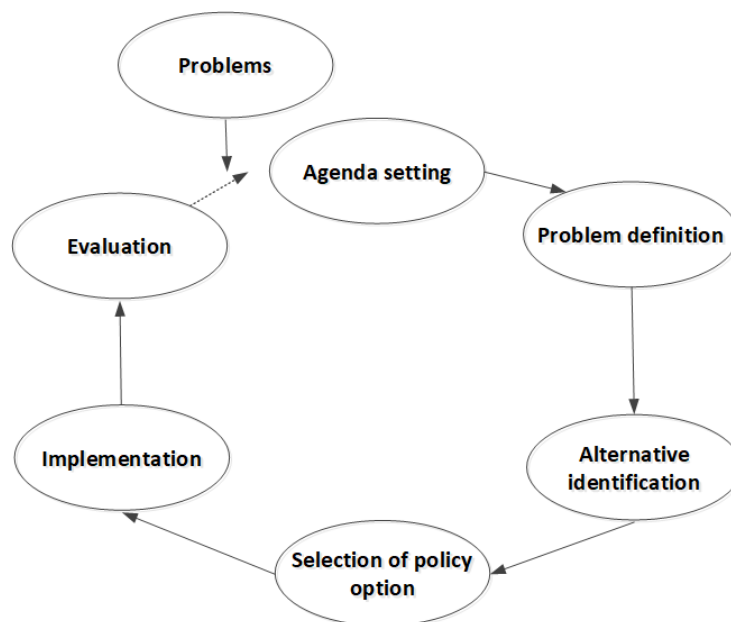 Problems
Agenda setting
Problem definition
Alternative
identification
Selection of policy
option
Implementation
Evaluation